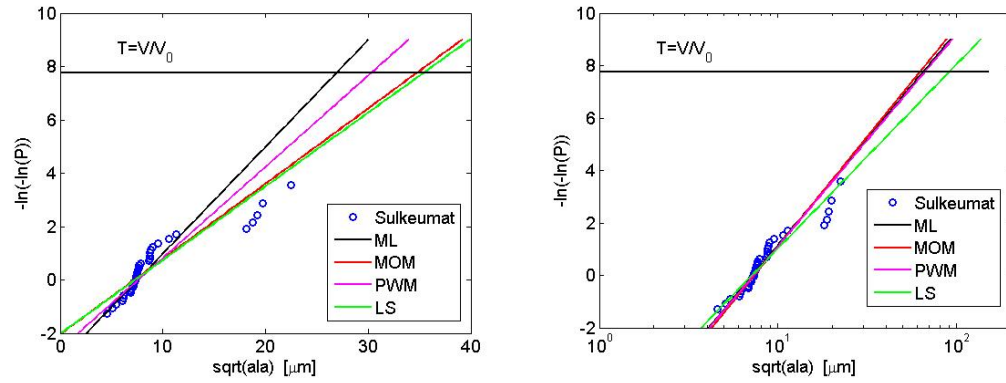 T=V/V0
-ln(-ln(P))
10
8
6
4
2
0
-2
Sulkeumat
ML
MOM
PWM
LS
0 10 20 30 40
sqrt(ala) [μm]
T=V/V0
-ln(-ln(P))
10
8
6
4
2
0
-2
Sulkeumat
ML
MOM
PWM
LS
10^0 10^1 10^2
sqrt(ala) [μm]